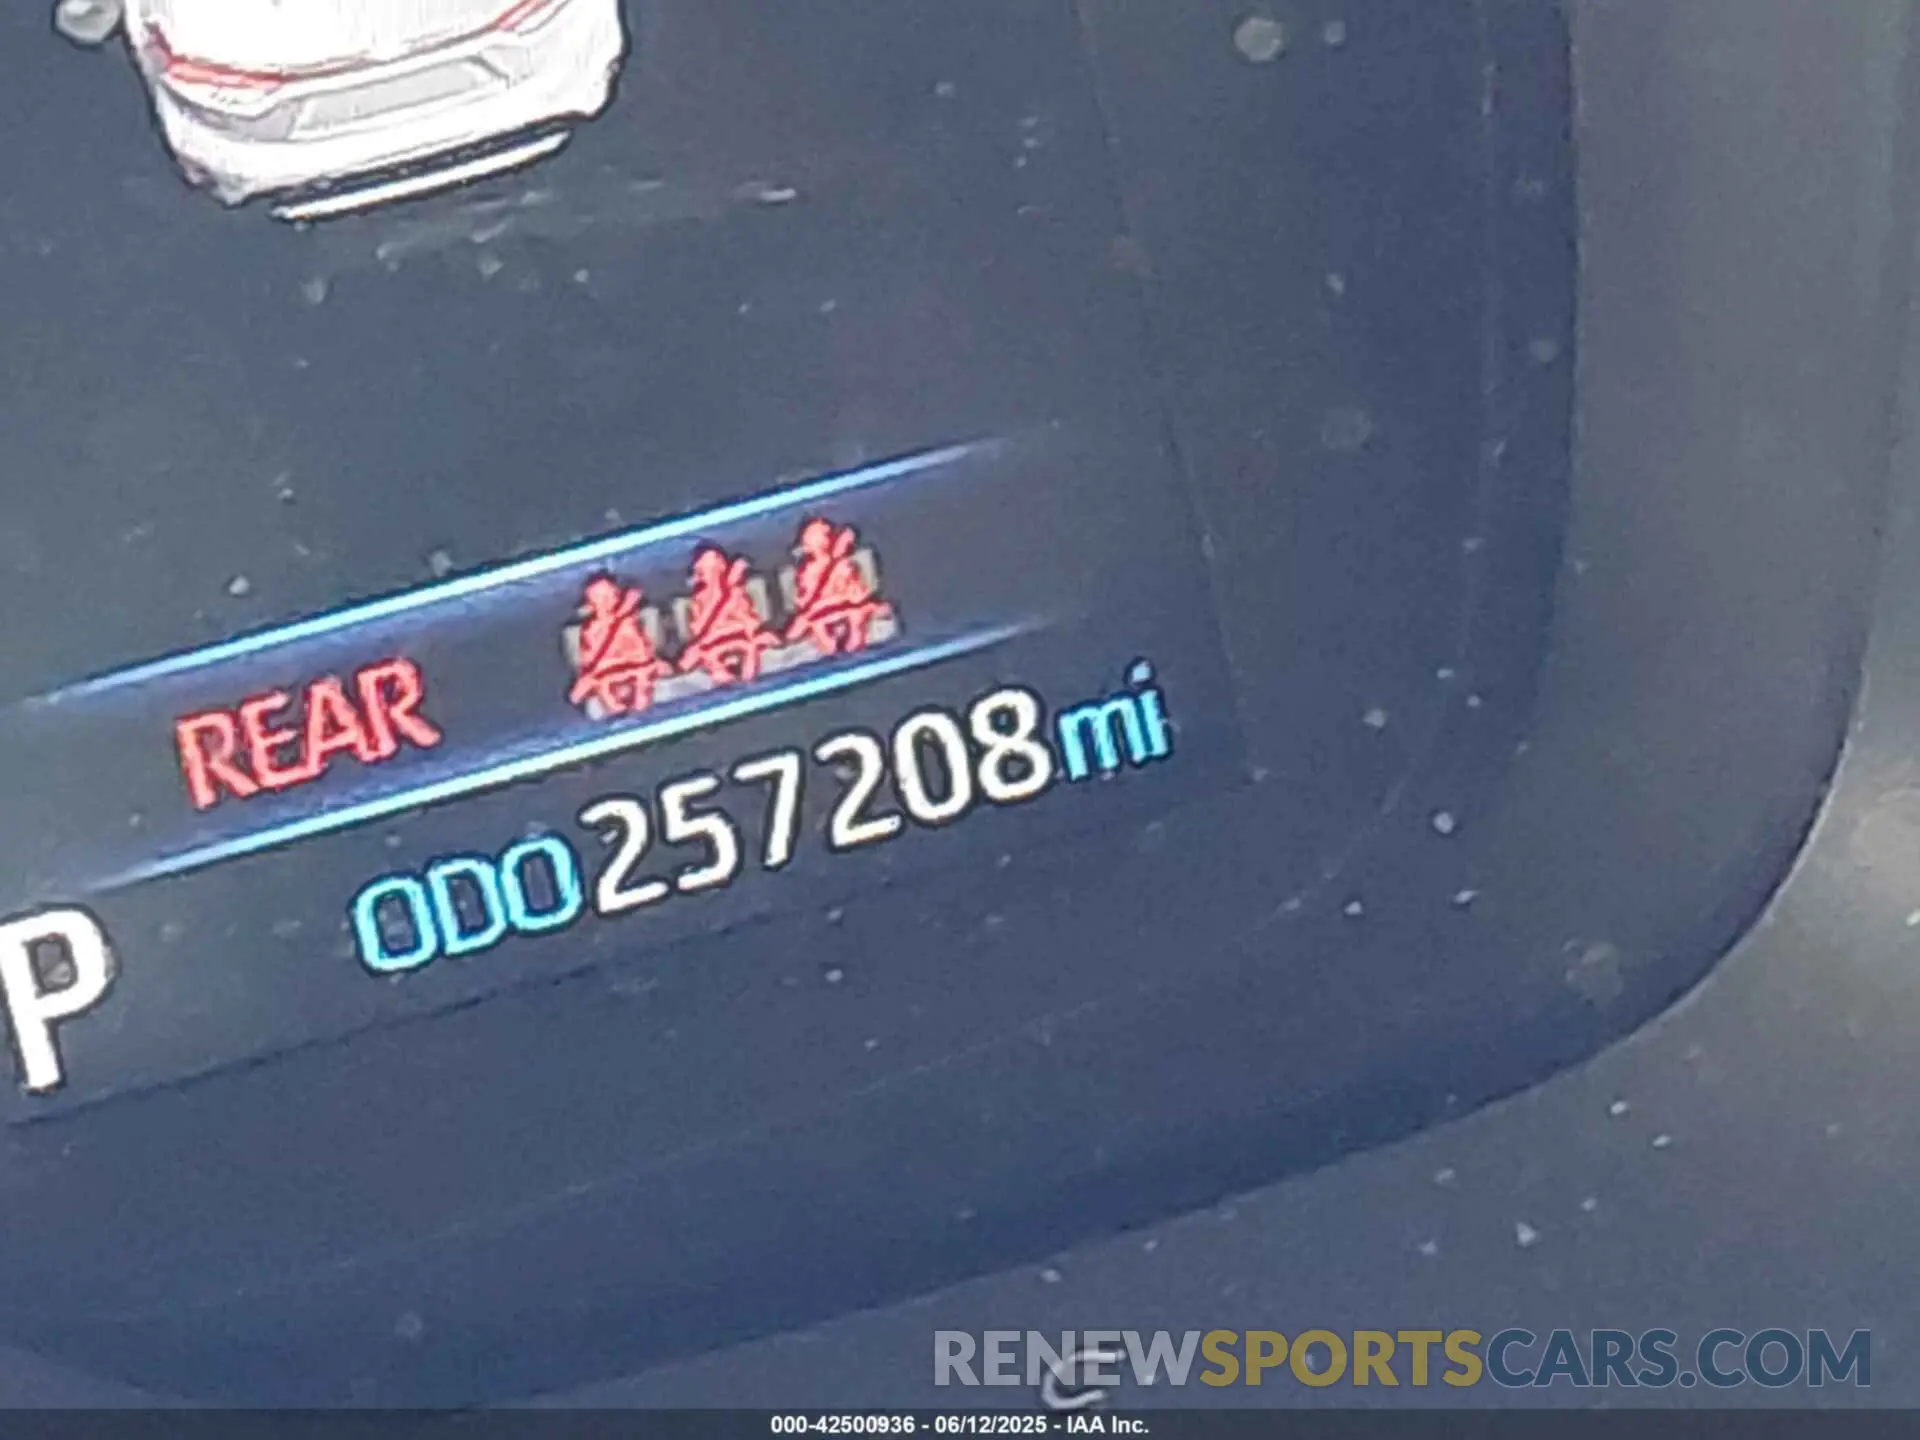 REAR
ODO 257208 mi
P
C
RENEWSPORTSCARS.COM
000-42500936 - 06/12/2025 - IAA Inc.